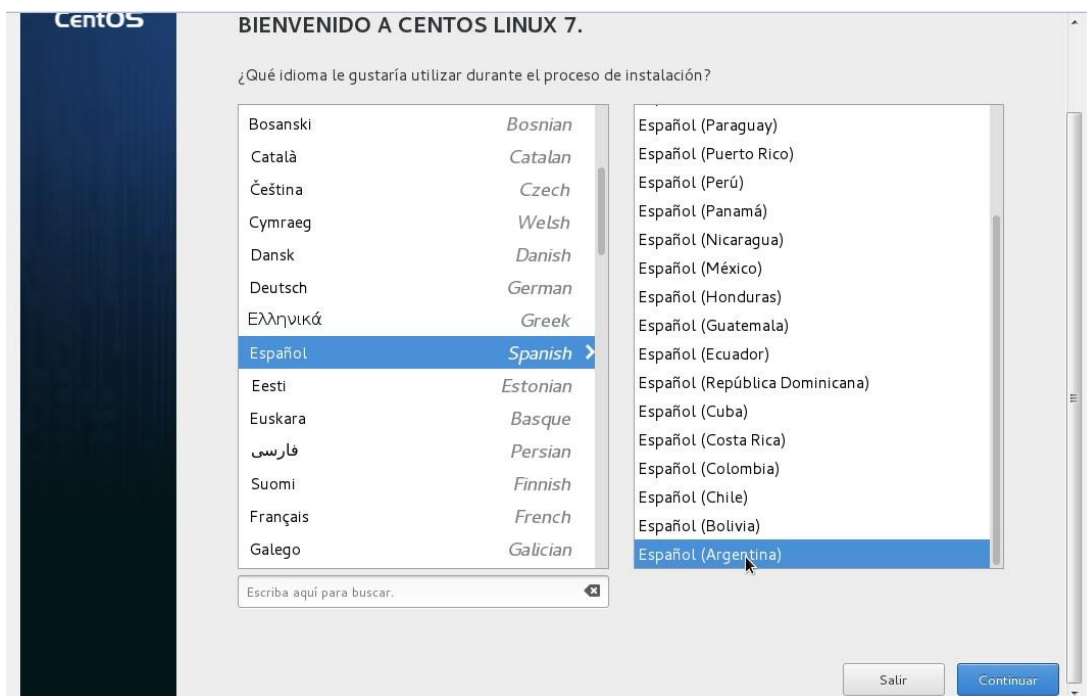 CentOS
BIENVENIDO A CENTOS LINUX 7.
¿Qué idioma le gustaría utilizar durante el proceso de instalación?
Bosanski Bosnian
Català Catalan
Čeština Czech
Cymraeg Welsh
Dansk Danish
Deutsch German
Ελληνικά Greek
Español Spanish
Eesti Estonian
Euskara Basque
فارسی Persian
Suomi Finnish
Français French
Galego Galician
Español (Paraguay)
Español (Puerto Rico)
Español (Perú)
Español (Panamá)
Español (Nicaragua)
Español (México)
Español (Honduras)
Español (Guatemala)
Español (Ecuador)
Español (República Dominicana)
Español (Cuba)
Español (Costa Rica)
Español (Colombia)
Español (Chile)
Español (Bolivia)
Español (Argentina)
Escriba aquí para buscar.
Salir
Continuar